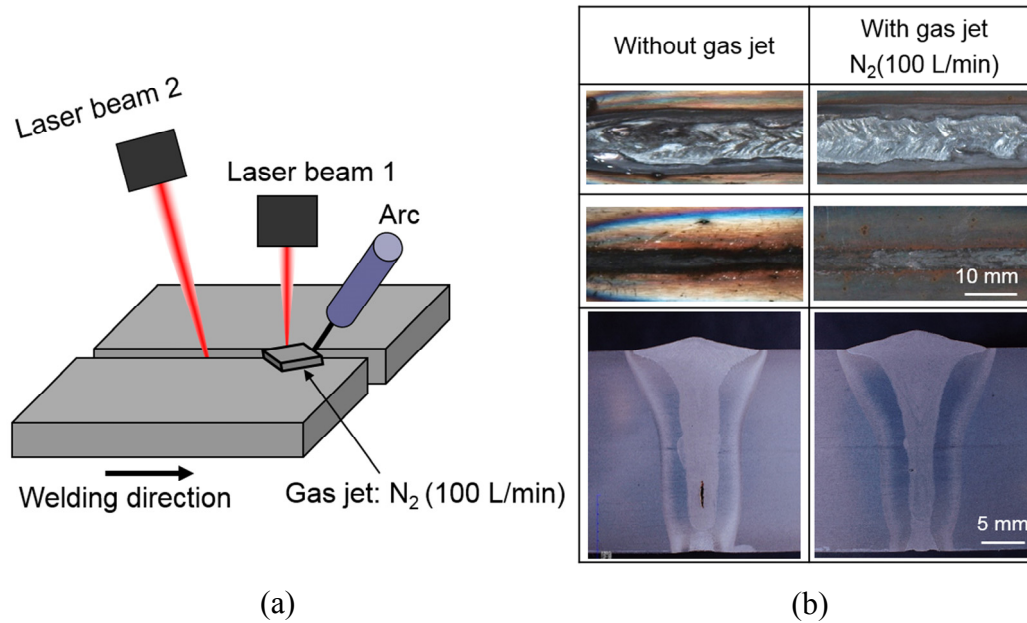 Laser beam 2
Laser beam 1
Arc
Welding direction
Gas jet: N₂ (100 L/min)
(a)
Without gas jet
With gas jet
N₂(100 L/min)
10 mm
5 mm
(b)